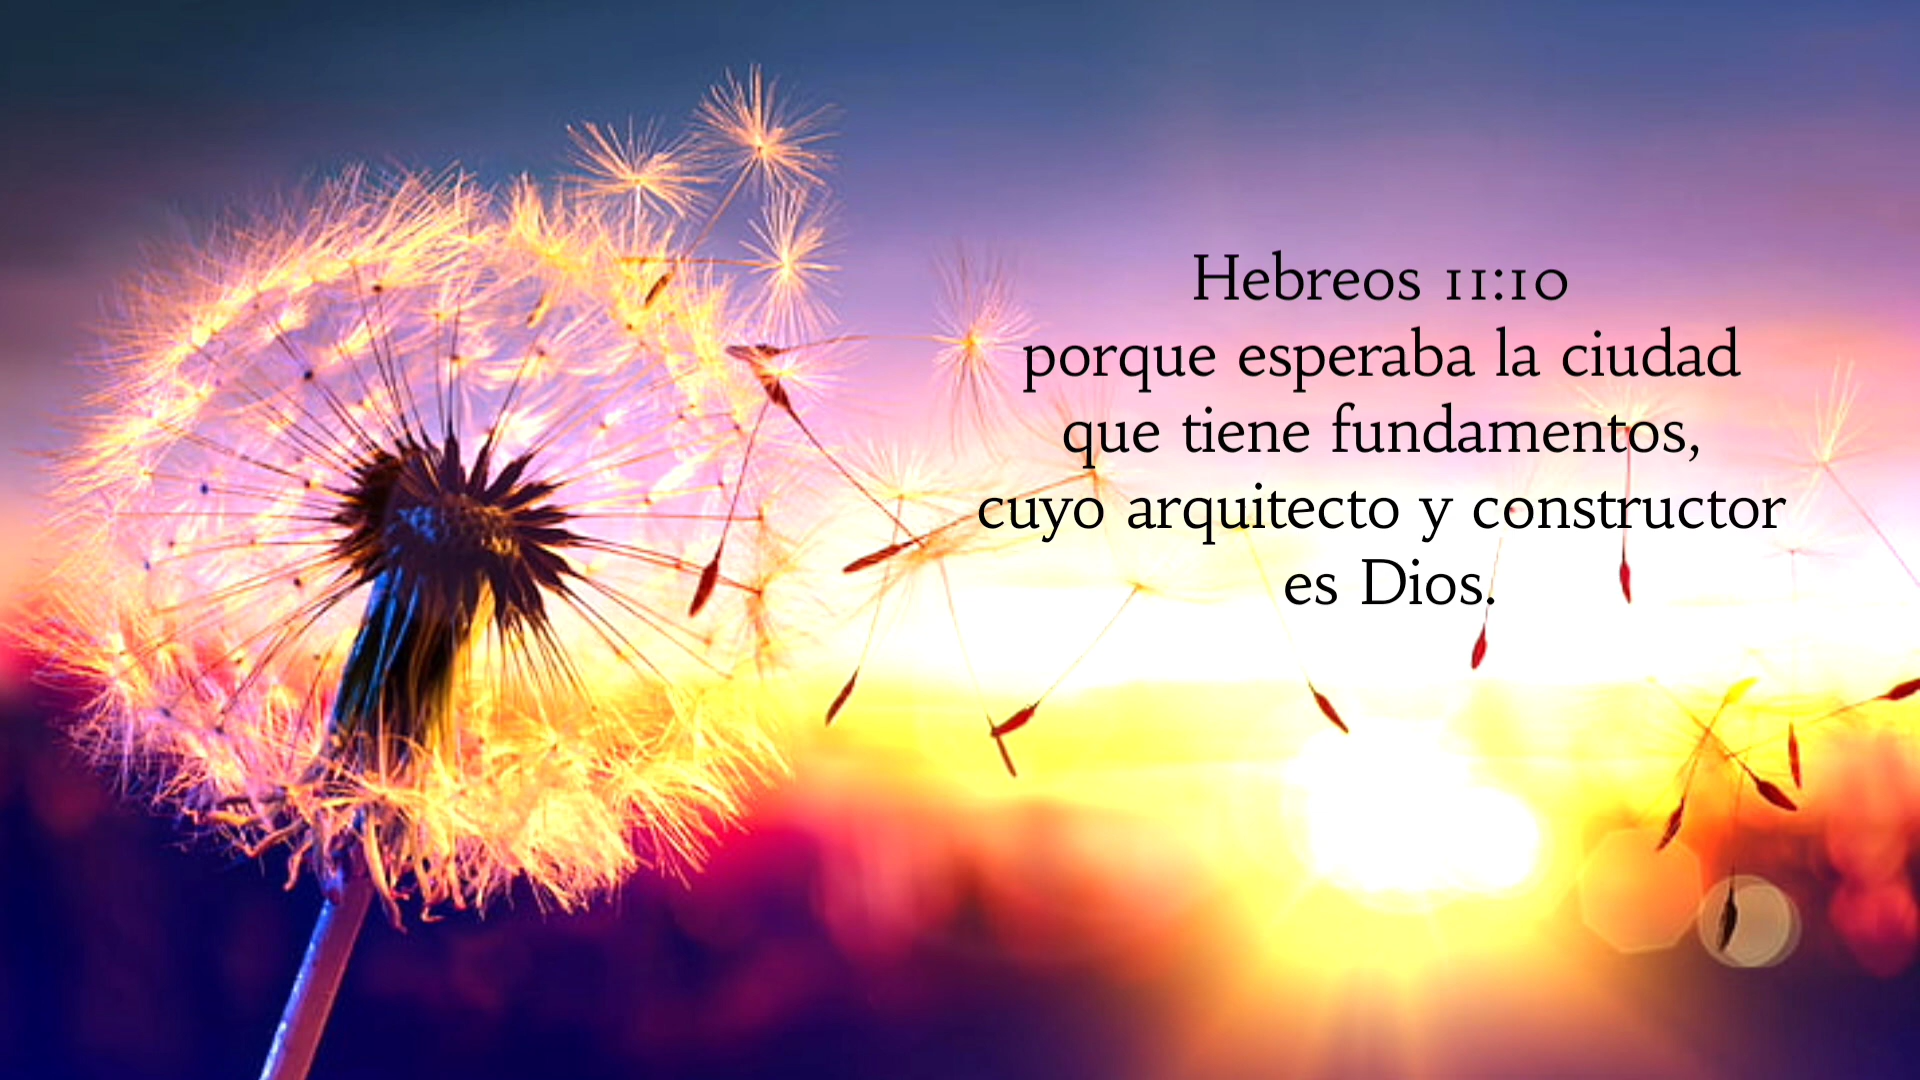 Hebreos 11:10
porque esperaba la ciudad
que tiene fundamentos,
cuyo arquitecto y constructor
es Dios.